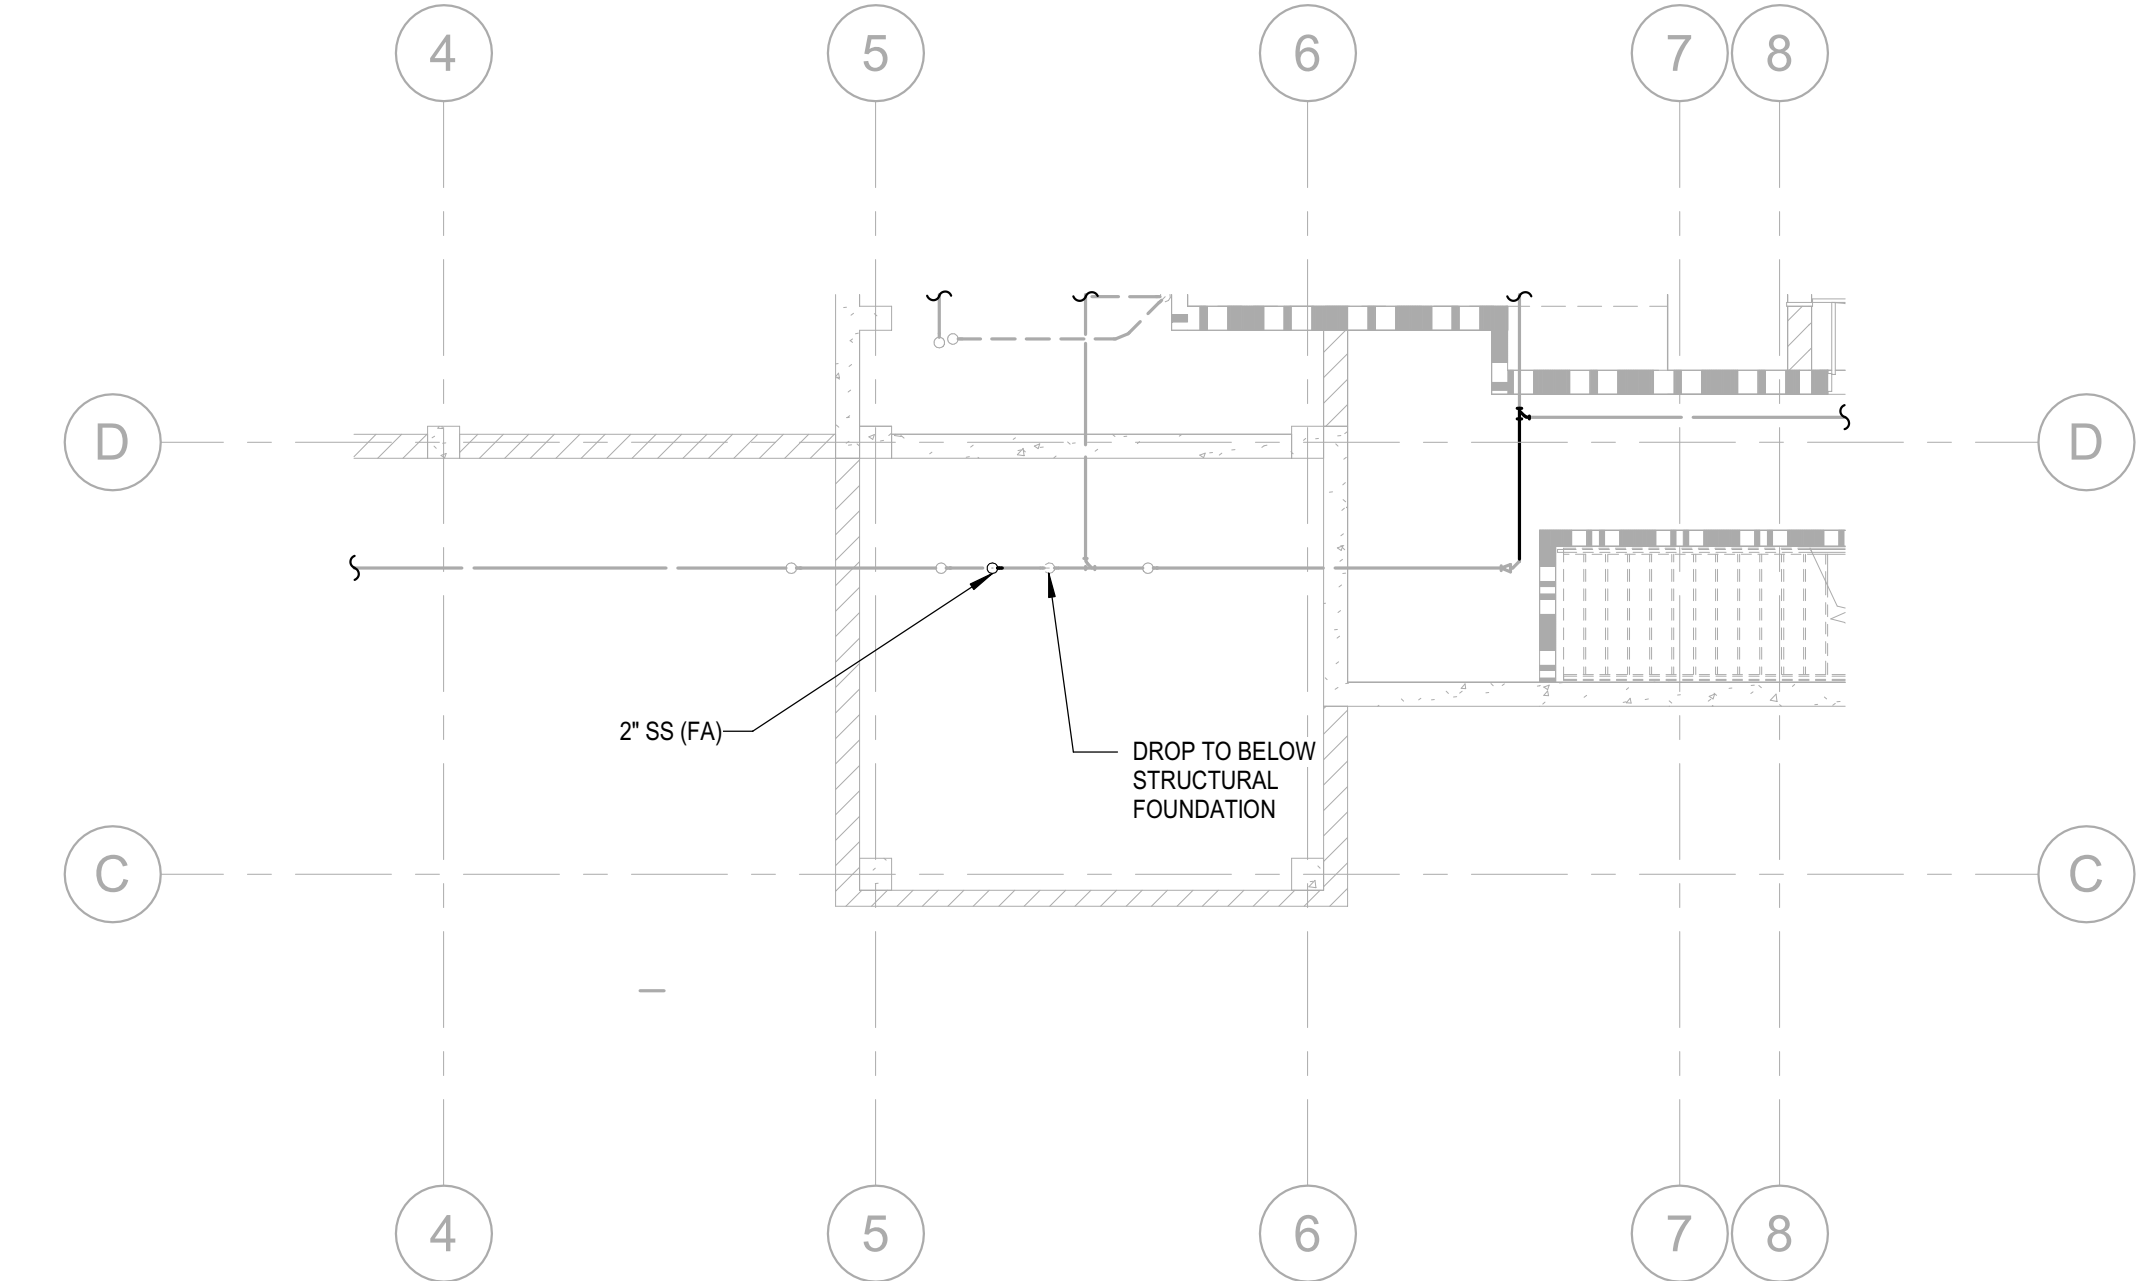 4 5 6 7 8
D D
2" SS (FA)
DROP TO BELOW
STRUCTURAL
FOUNDATION
C C
4 5 6 7 8